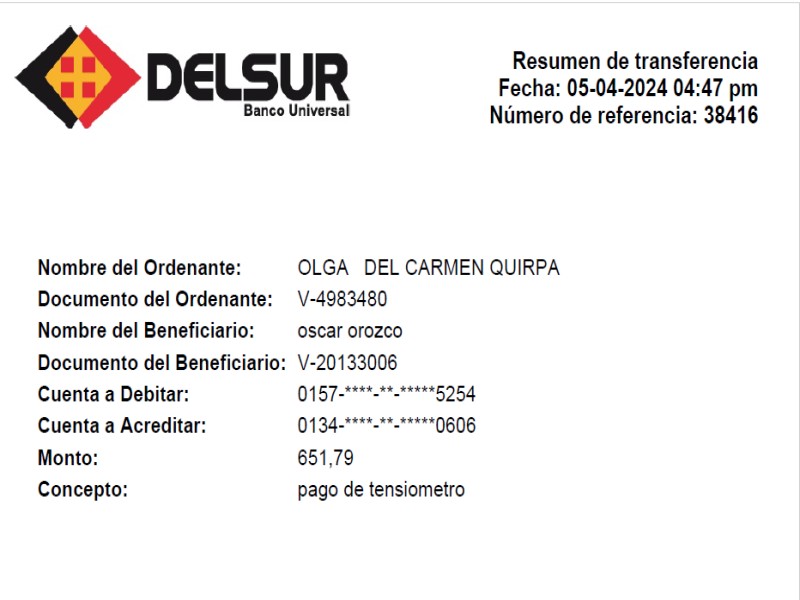 DELSUR
Banco Universal
Resumen de transferencia
Fecha: 05-04-2024 04:47 pm
Número de referencia: 38416
Nombre del Ordenante: OLGA DEL CARMEN QUIRPA
Documento del Ordenante: V-4983480
Nombre del Beneficiario: oscar orozco
Documento del Beneficiario: V-20133006
Cuenta a Debitar: 0157-****-**-*****5254
Cuenta a Acreditar: 0134-****-**-*****0606
Monto: 651,79
Concepto: pago de tensiometro